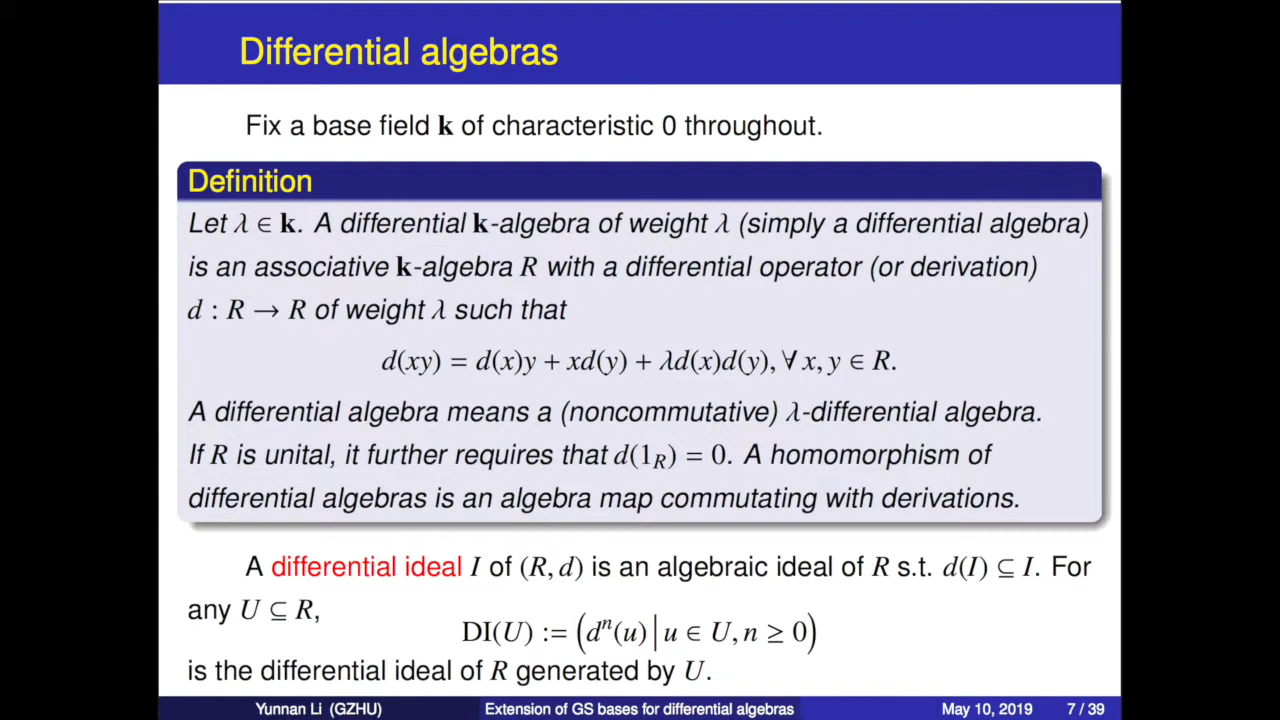 Differential algebras
Fix a base field k of characteristic 0 throughout.
Definition
Let λ ∈ k. A differential k-algebra of weight λ (simply a differential algebra)
is an associative k-algebra R with a differential operator (or derivation)
d : R → R of weight λ such that
d(xy) = d(x)y + xd(y) + λd(x)d(y), ∀ x, y ∈ R.
A differential algebra means a (noncommutative) λ-differential algebra.
If R is unital, it further requires that d(1_R) = 0. A homomorphism of
differential algebras is an algebra map commutating with derivations.
A differential ideal I of (R, d) is an algebraic ideal of R s.t. d(I) ⊆ I. For
any U ⊆ R,
DI(U) := (dⁿ(u) | u ∈ U, n ≥ 0)
is the differential ideal of R generated by U.
Yunnan Li (GZHU) Extension of GS bases for differential algebras May 10, 2019 7 / 39